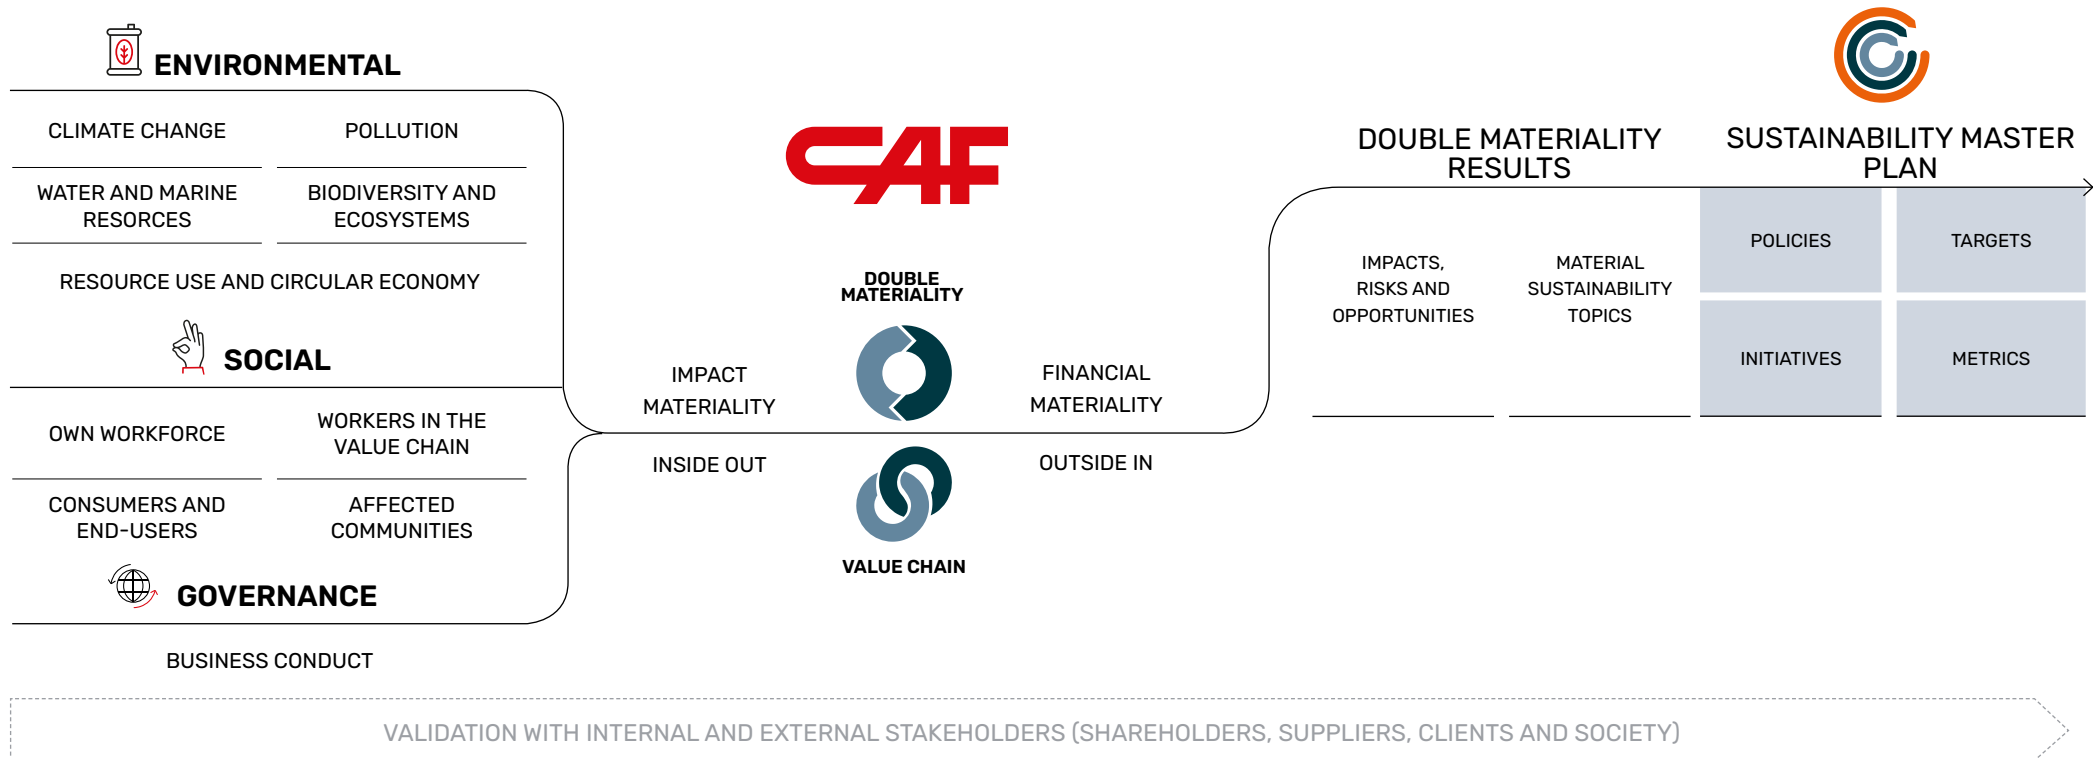 ENVIRONMENTAL
CLIMATE CHANGE
POLLUTION
WATER AND MARINE
RESORCES
BIODIVERSITY AND
ECOSYSTEMS
RESOURCE USE AND CIRCULAR ECONOMY
SOCIAL
OWN WORKFORCE
WORKERS IN THE
VALUE CHAIN
CONSUMERS AND
END-USERS
AFFECTED
COMMUNITIES
GOVERNANCE
BUSINESS CONDUCT
CAF
DOUBLE
MATERIALITY
IMPACT
MATERIALITY
INSIDE OUT
FINANCIAL
MATERIALITY
OUTSIDE IN
VALUE CHAIN
DOUBLE MATERIALITY
RESULTS
IMPACTS,
RISKS AND
OPPORTUNITIES
MATERIAL
SUSTAINABILITY
TOPICS
SUSTAINABILITY MASTER
PLAN
POLICIES
TARGETS
INITIATIVES
METRICS
VALIDATION WITH INTERNAL AND EXTERNAL STAKEHOLDERS (SHAREHOLDERS, SUPPLIERS, CLIENTS AND SOCIETY)